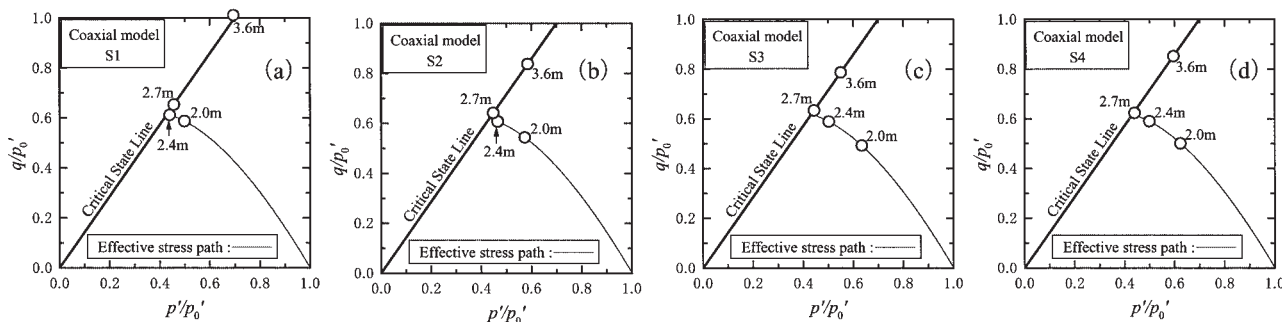 Coaxial model
S1
(a)
3.6m
2.7m
2.0m
2.4m
Critical State Line
Effective stress path :
q/p0'
1.0
0.8
0.6
0.4
0.2
0.0
0.0 0.2 0.4 0.6 0.8 1.0
p'/p0'
Coaxial model
S2
(b)
3.6m
2.7m
2.4m
2.0m
Critical State Line
Effective stress path :
q/p0'
1.0
0.8
0.6
0.4
0.2
0.0
0.0 0.2 0.4 0.6 0.8 1.0
p'/p0'
Coaxial model
S3
(c)
3.6m
2.7m
2.4m
2.0m
Critical State Line
Effective stress path :
q/p0'
1.0
0.8
0.6
0.4
0.2
0.0
0.0 0.2 0.4 0.6 0.8 1.0
p'/p0'
Coaxial model
S4
(d)
3.6m
2.7m
2.4m
2.0m
Critical State Line
Effective stress path :
q/p0'
1.0
0.8
0.6
0.4
0.2
0.0
0.0 0.2 0.4 0.6 0.8 1.0
p'/p0'